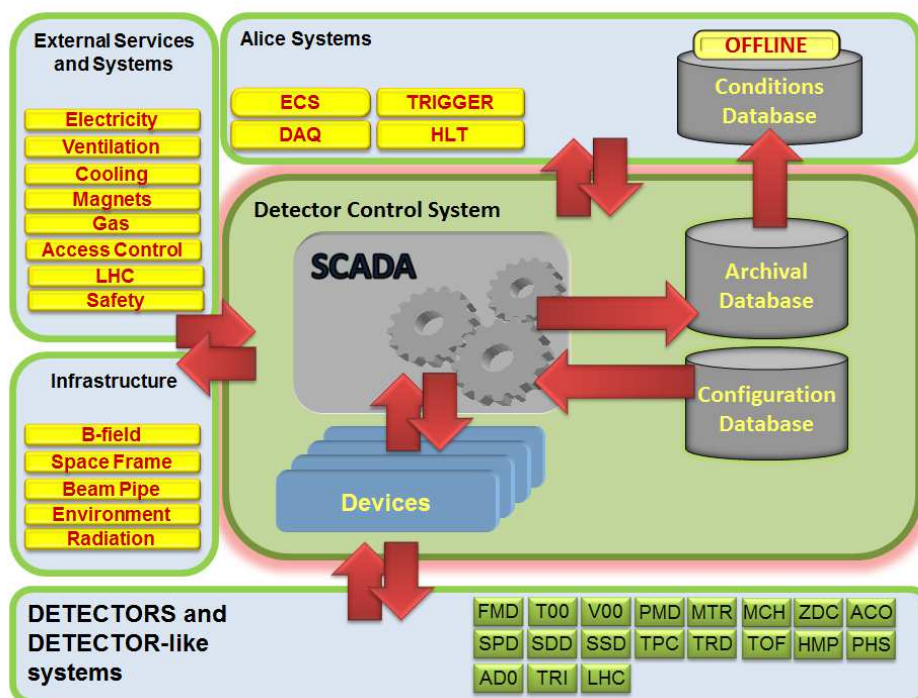 External Services
and Systems
Electricity
Ventilation
Cooling
Magnets
Gas
Access Control
LHC
Safety
Alice Systems
ECS
TRIGGER
DAQ
HLT
OFFLINE
Conditions
Database
Detector Control System
SCADA
Archival
Database
Configuration
Database
Devices
Infrastructure
B-field
Space Frame
Beam Pipe
Environment
Radiation
DETECTORS and
DETECTOR-like
systems
FMD T00 V00 PMD MTR MCH ZDC ACO
SPD SDD SSD TPC TRD TOF HMP PHS
AD0 TRI LHC